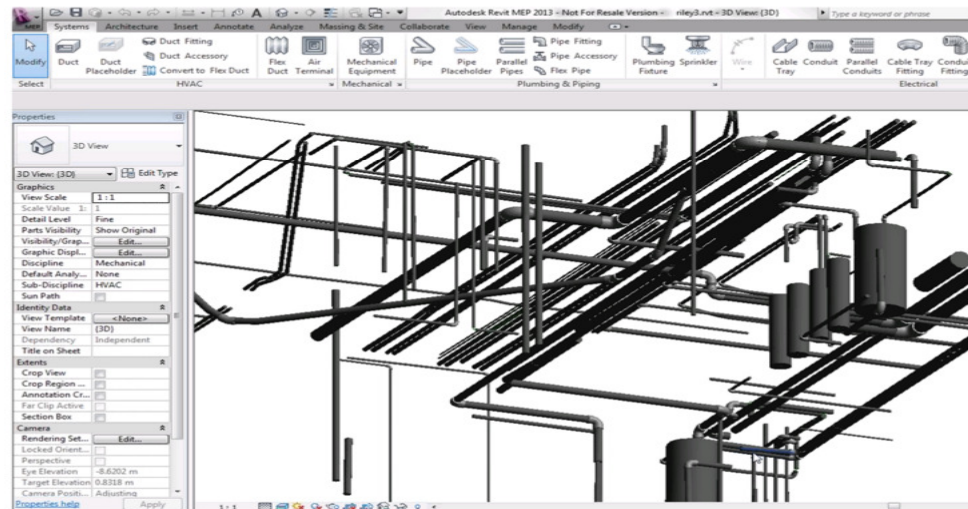 Autodesk Revit MEP 2013 - Not For Resale Version - riley3.rvt - 3D View: {3D}
Type a keyword or phrase
Systems Architecture Insert Annotate Analyze Massing & Site Collaborate View Manage Modify
Modify
Duct
Duct Placeholder
Duct Fitting
Duct Accessory
Convert to Flex Duct
Flex Duct
Air Terminal
Mechanical Equipment
Pipe
Pipe Placeholder
Parallel Pipes
Pipe Fitting
Pipe Accessory
Flex Pipe
Plumbing Fixture
Sprinkler
Wire
Cable Tray
Conduit
Parallel Conduits
Cable Tray Fitting
Conduit Fitting
Select HVAC Mechanical Plumbing & Piping Electrical
Properties
3D View
3D View: {3D} Edit Type
Graphics
View Scale 1 : 1
Scale Value 1: 1
Detail Level Fine
Parts Visibility Show Original
Visibility/Grap... Edit...
Graphic Displ... Edit...
Discipline Mechanical
Default Analy... None
Sub-Discipline HVAC
Sun Path
Identity Data
View Template <None>
View Name {3D}
Dependency Independent
Title on Sheet
Extents
Crop View
Crop Region ...
Annotation Cr...
Far Clip Active
Section Box
Camera
Rendering Set... Edit...
Locked Orient...
Perspective
Eye Elevation -8.6202 m
Target Elevation 0.8318 m
Camera Positi... Adjusting
Properties help Apply
1 : 1